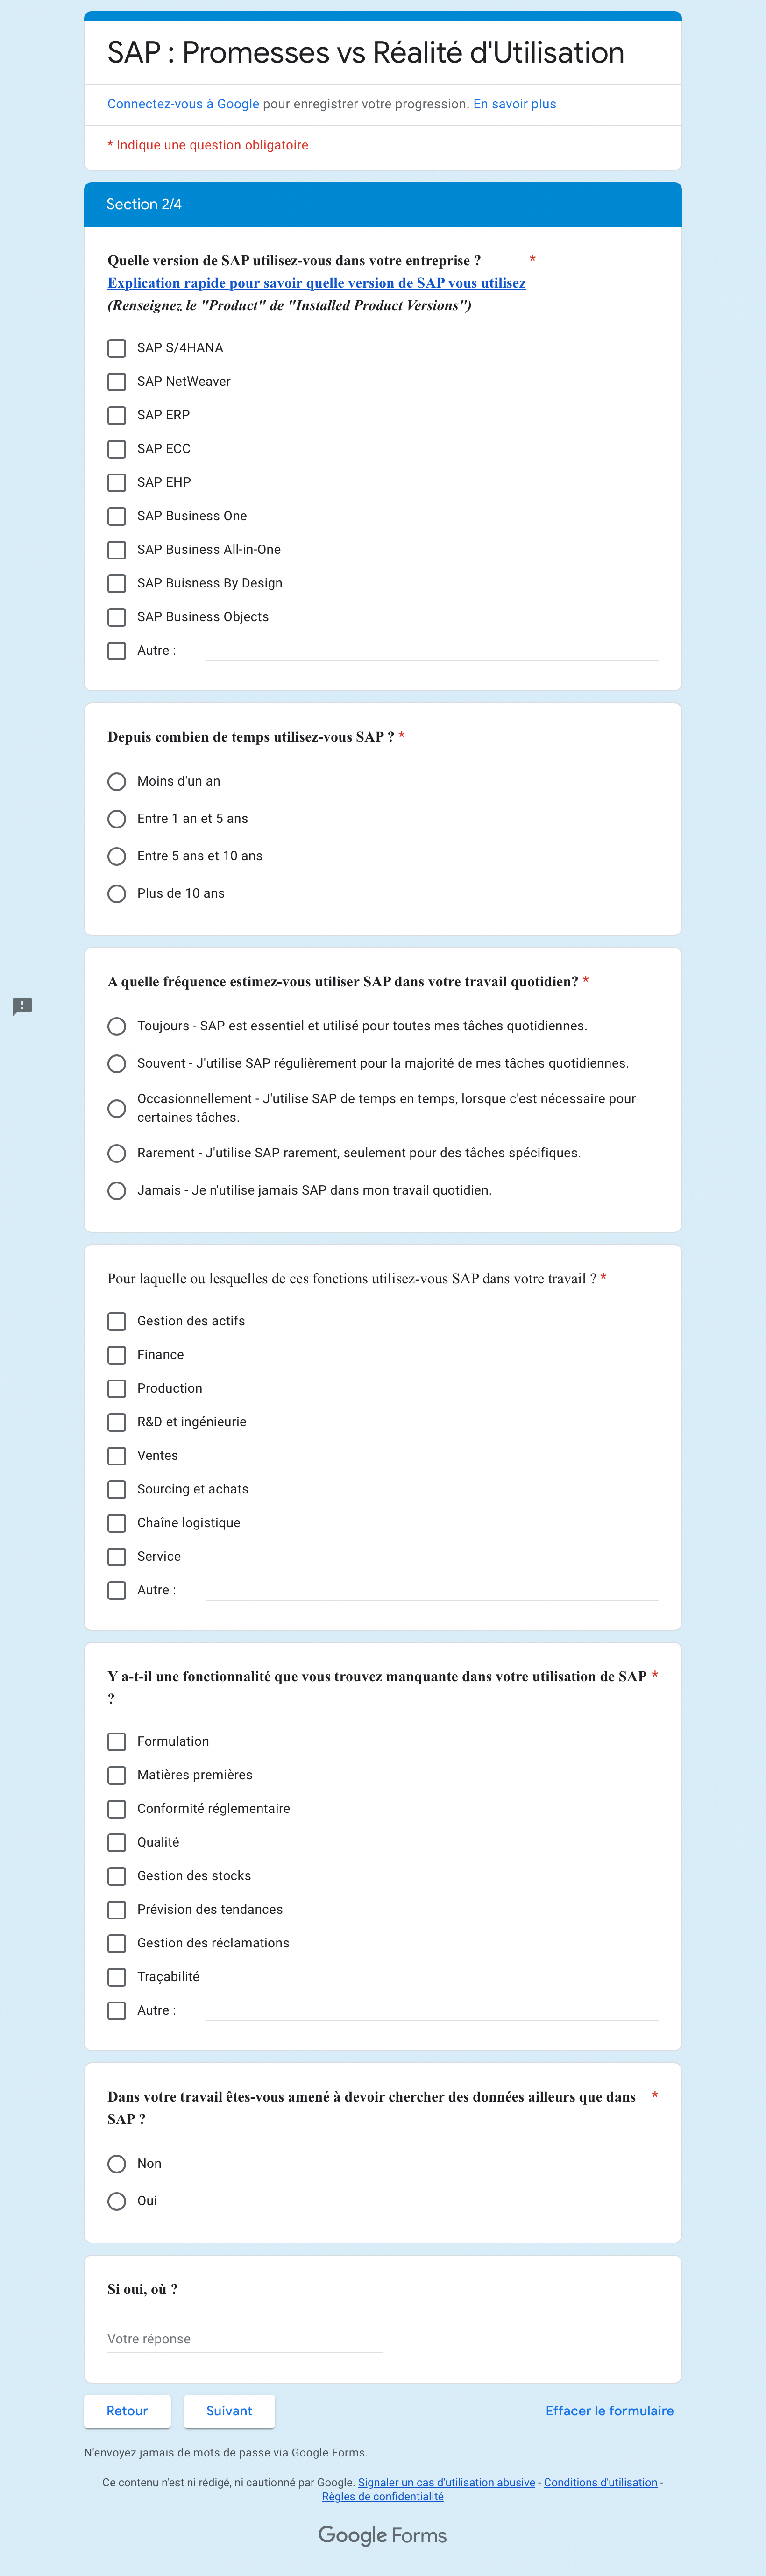 SAP : Promesses vs Réalité d'Utilisation
Connectez-vous à Google pour enregistrer votre progression. En savoir plus
* Indique une question obligatoire
Section 2/4
Quelle version de SAP utilisez-vous dans votre entreprise ? *
Explication rapide pour savoir quelle version de SAP vous utilisez
(Renseignez le "Product" de "Installed Product Versions")
SAP S/4HANA
SAP NetWeaver
SAP ERP
SAP ECC
SAP EHP
SAP Business One
SAP Business All-in-One
SAP Buisness By Design
SAP Business Objects
Autre :
Depuis combien de temps utilisez-vous SAP ? *
Moins d'un an
Entre 1 an et 5 ans
Entre 5 ans et 10 ans
Plus de 10 ans
A quelle fréquence estimez-vous utiliser SAP dans votre travail quotidien? *
Toujours - SAP est essentiel et utilisé pour toutes mes tâches quotidiennes.
Souvent - J'utilise SAP régulièrement pour la majorité de mes tâches quotidiennes.
Occasionnellement - J'utilise SAP de temps en temps, lorsque c'est nécessaire pour
certaines tâches.
Rarement - J'utilise SAP rarement, seulement pour des tâches spécifiques.
Jamais - Je n'utilise jamais SAP dans mon travail quotidien.
Pour laquelle ou lesquelles de ces fonctions utilisez-vous SAP dans votre travail ? *
Gestion des actifs
Finance
Production
R&D et ingénieurie
Ventes
Sourcing et achats
Chaîne logistique
Service
Autre :
Y a-t-il une fonctionnalité que vous trouvez manquante dans votre utilisation de SAP *
?
Formulation
Matières premières
Conformité réglementaire
Qualité
Gestion des stocks
Prévision des tendances
Gestion des réclamations
Traçabilité
Autre :
Dans votre travail êtes-vous amené à devoir chercher des données ailleurs que dans *
SAP ?
Non
Oui
Si oui, où ?
Votre réponse
Retour Suivant Effacer le formulaire
N'envoyez jamais de mots de passe via Google Forms.
Ce contenu n'est ni rédigé, ni cautionné par Google. Signaler un cas d'utilisation abusive - Conditions d'utilisation -
Règles de confidentialité
Google Forms